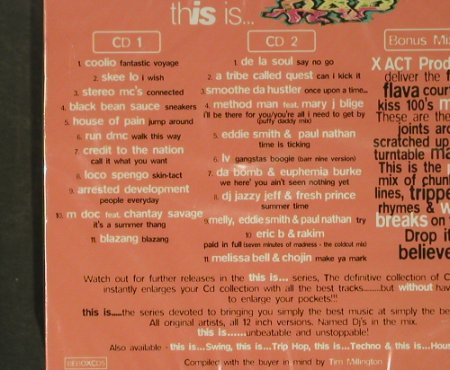 this is...
CD 1
1. coolio fantastic voyage
2. skee lo i wish
3. stereo mc's connected
4. black bean sauce sneakers
5. house of pain jump around
6. run dmc walk this way
7. credit to the nation
call it what you want
8. loco spengo skin-tact
9. arrested development
people everyday
10. m doc feat. chantay savage
it's a summer thang
11. blazang blazang
CD 2
1. de la soul say no go
2. a tribe called quest can i kick it
3. smoothe da hustler once upon a time...
4. method man feat. mary j blige
i'll be there for you/you're all i need to get by
(puffy daddy mix)
5. eddie smith & paul nathan
time is ticking
6. lv gangstas boogie (barr nine version)
7. da bomb & euphemia burke
we here' you ain't seen nothing yet
8. dj jazzy jeff & fresh prince
summer time
9. melly, eddie smith & paul nathan try
10. eric b & rakim
paid in full (seven minutes of madness - the coldcut mix)
11. melissa bell & chojin make ya mark
Bonus Mix
X ACT Prod
deliver the f
flava court
kiss 100's m
These are the
joints aro
scratched up
turntable ma
This is the p
mix of chunk
lines, trippe
rhymes & w
breaks on
Drop it
believe
Watch out for further releases in the this is... series, The definitive collection of C
instantly enlarges your Cd collection with all the best tracks........but without hav
to enlarge your pockets!!!
this is.....the series devoted to bringing you simply the best music at simply the be
All original artists, all 12 inch versions. Named Dj's in the mix.
this is......unbeatable and unstoppable!
Also available - this is...Swing, this is...Trip Hop, this is...Techno & this is...Hous
Compiled with the buyer in mind by Tim Millington
BEBOXCD5